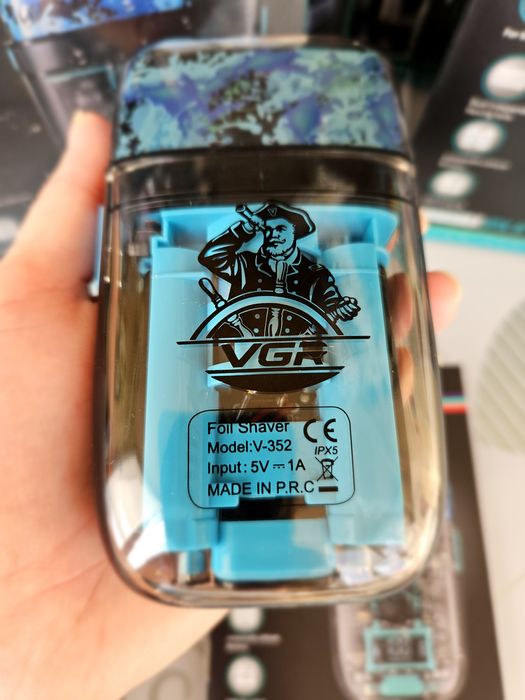 VGR
Foil Shaver
Model:V-352
Input: 5V ⎓ 1A
MADE IN P.R.C
CE
IPX5